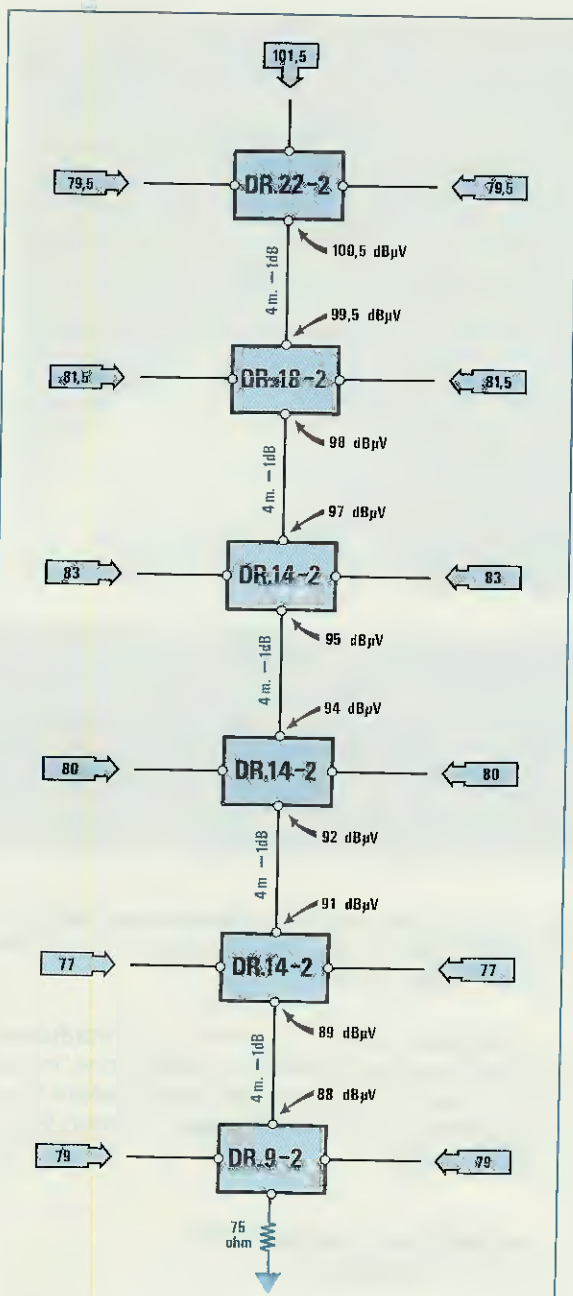 101,5
79,5
DR.22-2
79,5
100,5 dBµV
4 m. – 1dB
99,5 dBµV
81,5
DR.18-2
81,5
98 dBµV
4 m. – 1dB
97 dBµV
83
DR.14-2
83
95 dBµV
4 m. – 1dB
94 dBµV
80
DR.14-2
80
92 dBµV
4 m – 1dB
91 dBµV
77
DR.14-2
77
89 dBµV
4 m. – 1dB
88 dBµV
79
DR.9-2
79
75
ohm